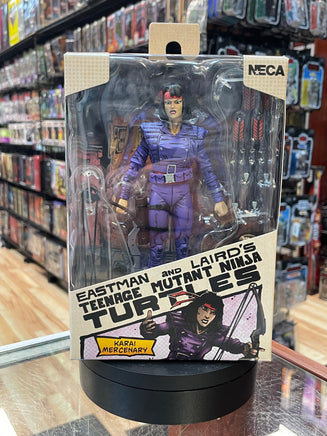 NECA
EASTMAN AND LAIRD'S
TEENAGE MUTANT NINJA
TURTLES
KARAI
MERCENARY